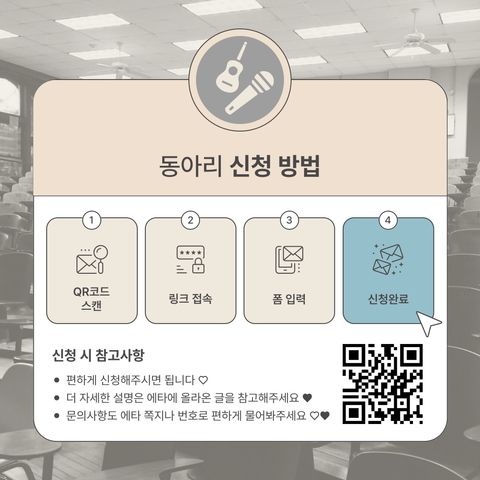 동아리 신청 방법
1
2
3
4
QR코드
스캔
링크 접속
폼 입력
신청완료
신청 시 참고사항
• 편하게 신청해주시면 됩니다 ♡
• 더 자세한 설명은 에타에 올라온 글을 참고해주세요 ♥
• 문의사항도 에타 쪽지나 번호로 편하게 물어봐주세요 ♡♥